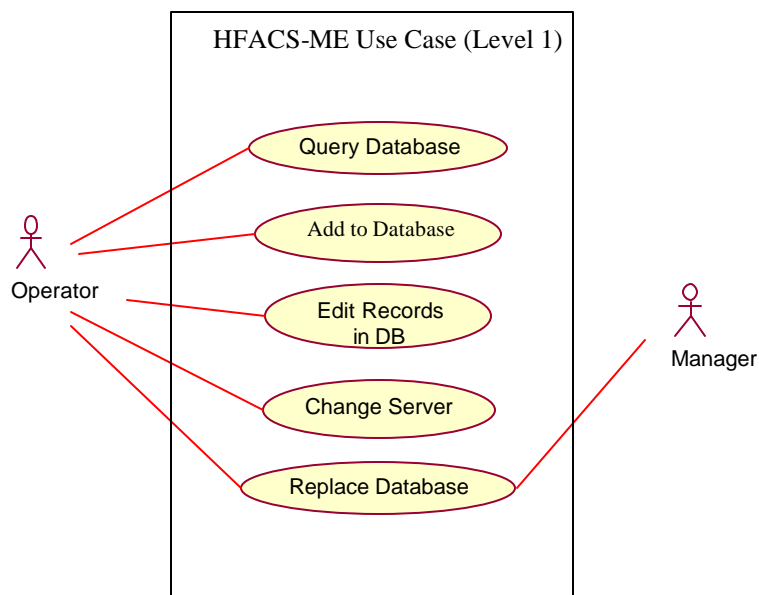 HFACS-ME Use Case (Level 1)
Query Database
Add to Database
Operator
Edit Records
in DB
Manager
Change Server
Replace Database